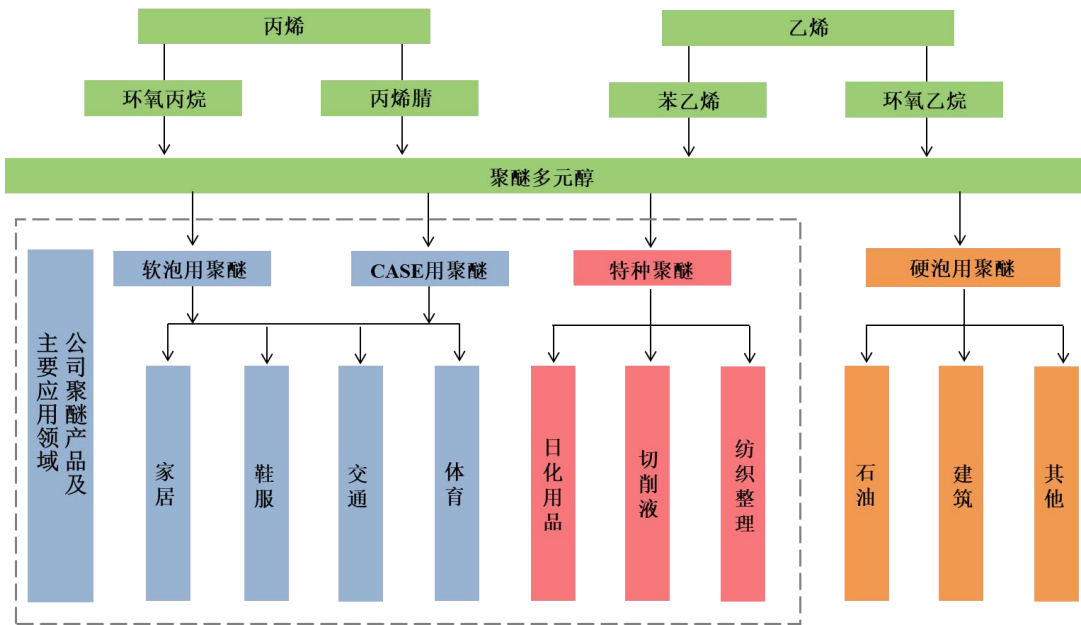 丙烯
乙烯
环氧丙烷
丙烯腈
苯乙烯
环氧乙烷
聚醚多元醇
软泡用聚醚
CASE用聚醚
特种聚醚
硬泡用聚醚
公司聚醚产品及
主要应用领域
家居
鞋服
交通
体育
日化用品
切削液
纺织整理
石油
建筑
其他